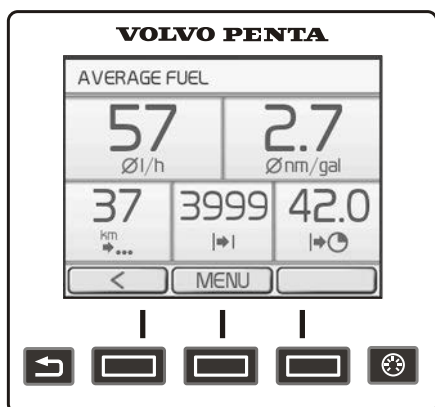 VOLVO PENTA
AVERAGE FUEL
57 2.7
Øl/h Ønm/gal
37 3999 42.0
km
< MENU